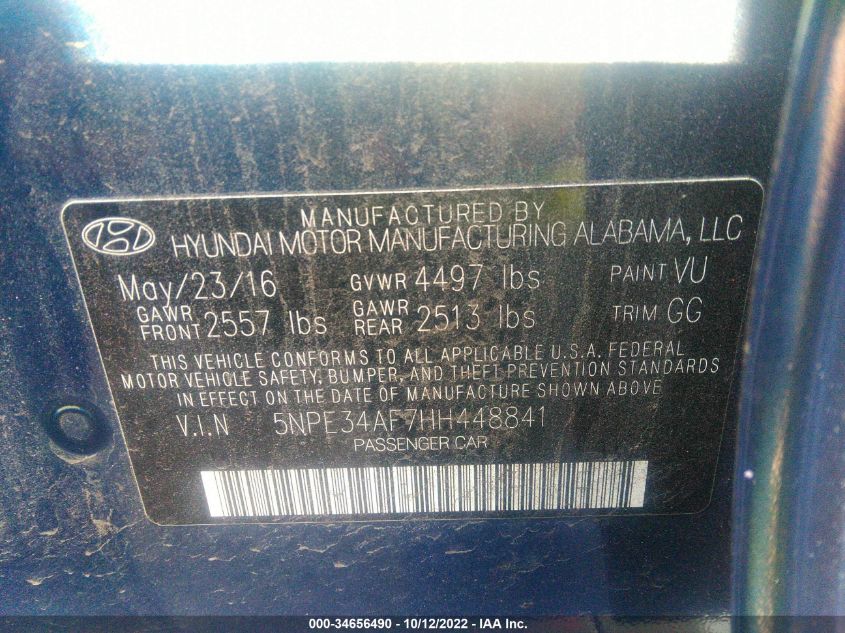 MANUFACTURED BY
HYUNDAI MOTOR MANUFACTURING ALABAMA, LLC
May/23/16 GVWR 4497 lbs PAINT VU
GAWR FRONT 2557 lbs GAWR REAR 2513 lbs TRIM GG
THIS VEHICLE CONFORMS TO ALL APPLICABLE U.S.A. FEDERAL
MOTOR VEHICLE SAFETY, BUMPER, AND THEFT PREVENTION STANDARDS
IN EFFECT ON THE DATE OF MANUFACTURE SHOWN ABOVE
V.I.N 5NPE34AF7HH448841
PASSENGER CAR
000-34656490 - 10/12/2022 - IAA Inc.